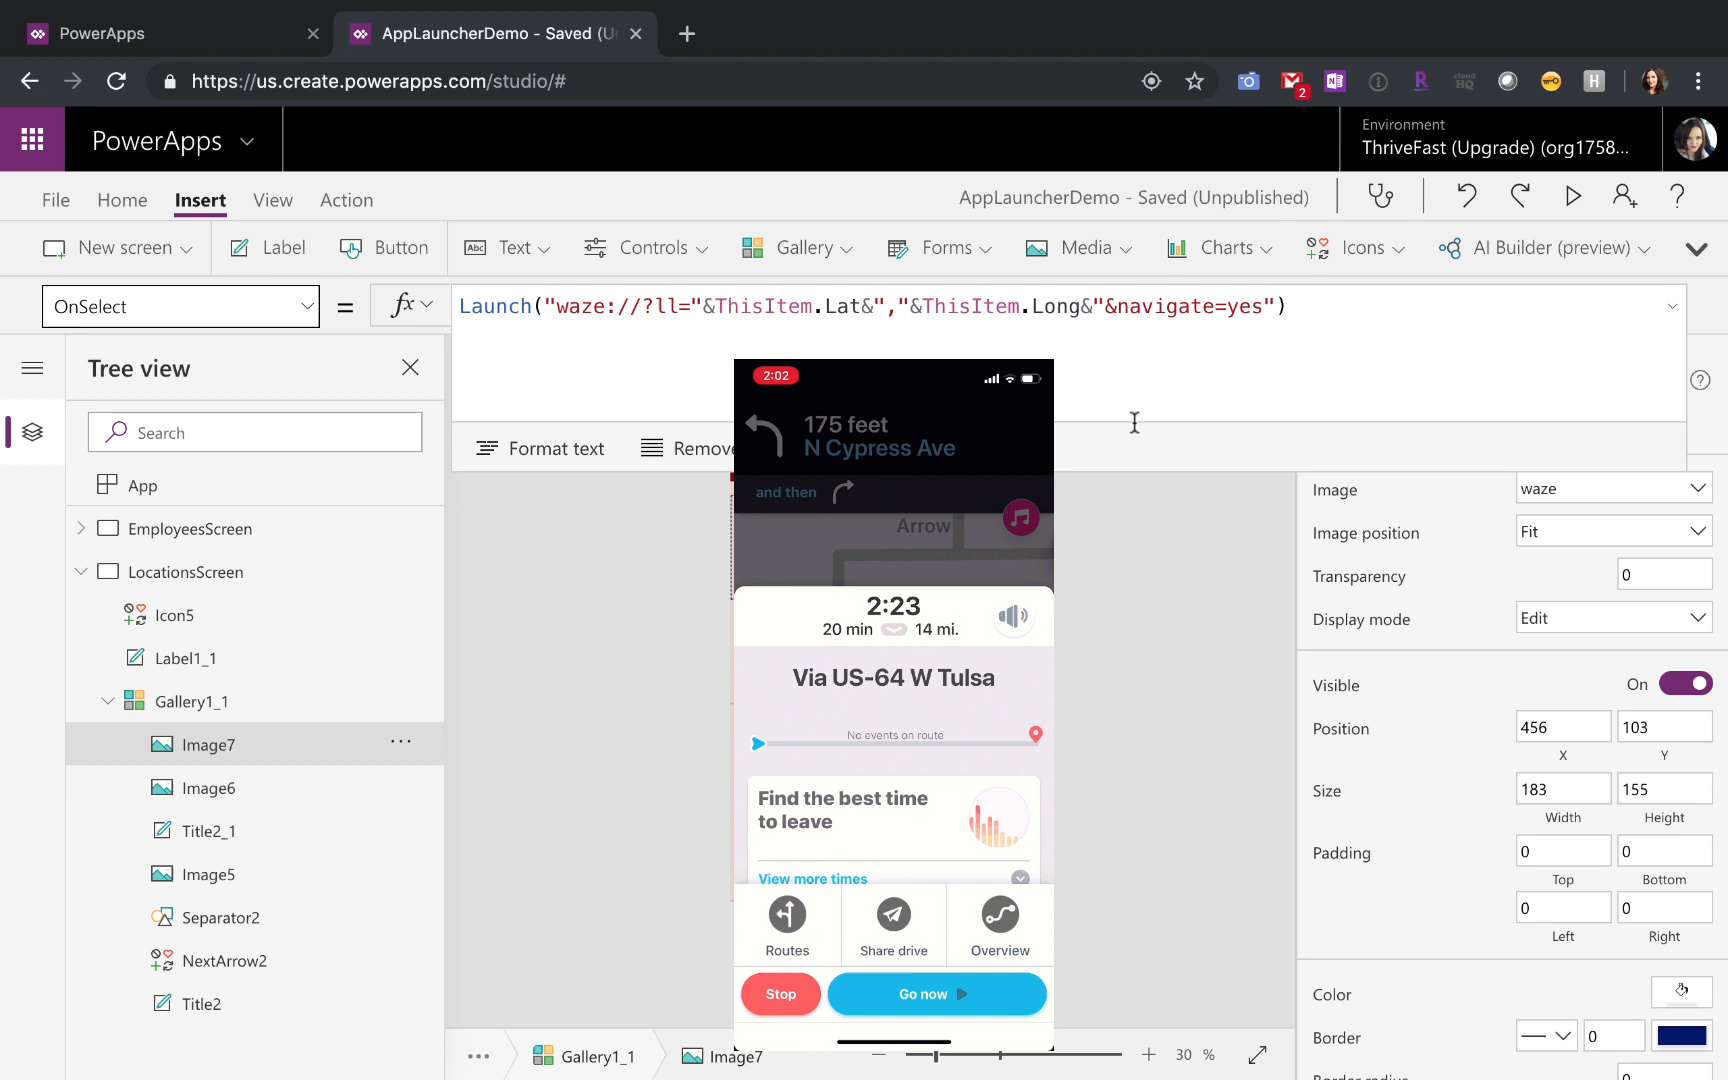 PowerApps
AppLauncherDemo - Saved (U
https://us.create.powerapps.com/studio/#
2
H
PowerApps
Environment
ThriveFast (Upgrade) (org1758...
File Home Insert View Action
AppLauncherDemo - Saved (Unpublished)
New screen Label Button Text Controls Gallery Forms Media Charts Icons AI Builder (preview)
OnSelect = fx Launch("waze://?ll="&ThisItem.Lat&","&ThisItem.Long&"&navigate=yes")
Tree view
Search
App
EmployeesScreen
LocationsScreen
Icon5
Label1_1
Gallery1_1
Image7
Image6
Title2_1
Image5
Separator2
NextArrow2
Title2
Format text Remove
2:02
175 feet
N Cypress Ave
and then
Arrow
2:23
20 min 14 mi.
Via US-64 W Tulsa
No events on route
Find the best time
to leave
View more times
Routes Share drive Overview
Stop Go now
Gallery1_1 Image7 30 %
Image waze
Image position Fit
Transparency 0
Display mode Edit
Visible On
Position 456 103
X Y
Size 183 155
Width Height
Padding 0 0
Top Bottom
0 0
Left Right
Color
Border 0